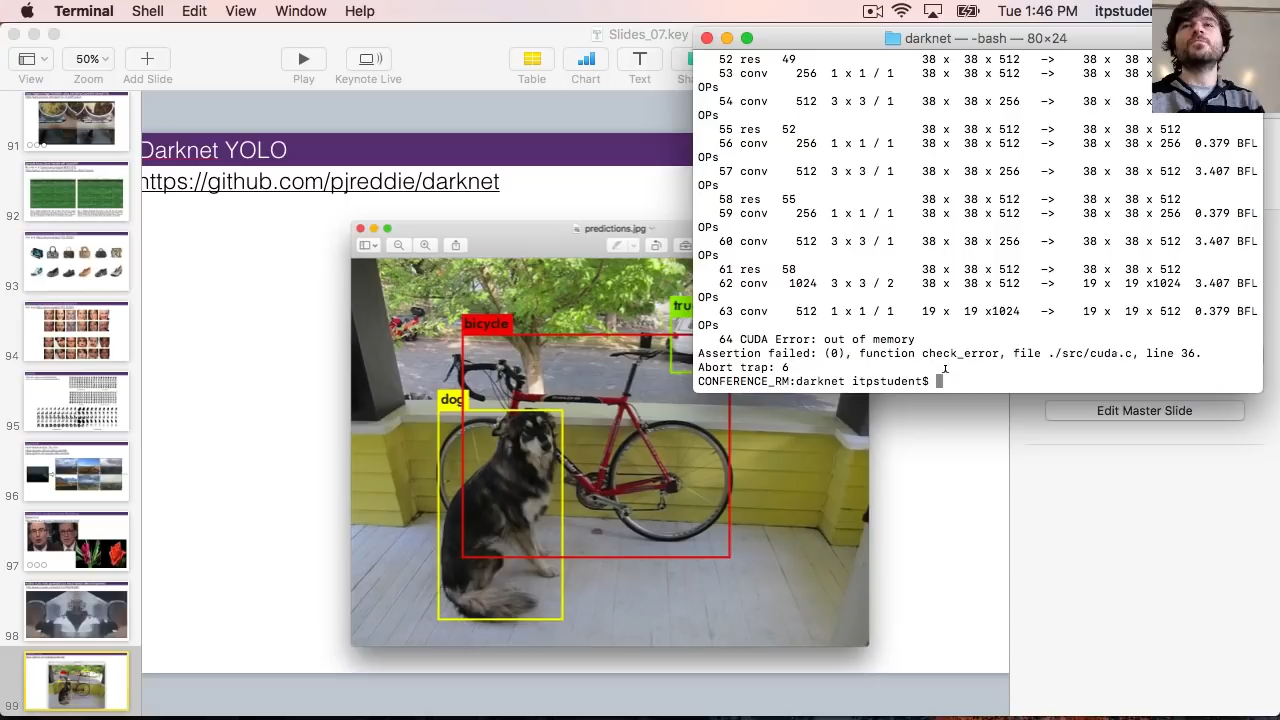 Terminal Shell Edit View Window Help
Tue 1:46 PM itpstuder
Slides_07.key
50%
View Zoom Add Slide
Play Keynote Live
Table Chart Text
darknet — -bash — 80×24
52 res 49 38 x 38 x 512 -> 38 x
53 conv 256 1 x 1 / 1 38 x 38 x 512 -> 38 x
OPs
54 conv 512 3 x 3 / 1 38 x 38 x 256 -> 38 x
OPs
55 res 52 38 x 38 x 512 -> 38 x 38 x 512
56 conv 256 1 x 1 / 1 38 x 38 x 512 -> 38 x 38 x 256 0.379 BFL
OPs
57 conv 512 3 x 3 / 1 38 x 38 x 256 -> 38 x 38 x 512 3.407 BFL
OPs
58 res 55 38 x 38 x 512 -> 38 x 38 x 512
59 conv 256 1 x 1 / 1 38 x 38 x 512 -> 38 x 38 x 256 0.379 BFL
OPs
60 conv 512 3 x 3 / 1 38 x 38 x 256 -> 38 x 38 x 512 3.407 BFL
OPs
61 res 58 38 x 38 x 512 -> 38 x 38 x 512
62 conv 1024 3 x 3 / 2 38 x 38 x 512 -> 19 x 19 x1024 3.407 BFL
OPs
63 conv 512 1 x 1 / 1 19 x 19 x1024 -> 19 x 19 x 512 0.379 BFL
OPs
64 CUDA Error: out of memory
Assertion failed: (0), function check_error, file ./src/cuda.c, line 36.
Abort trap: 6
CONFERENCE_RM:darknet itpstudent$
Darknet YOLO
https://github.com/pjreddie/darknet
predictions.jpg
tru
bicycle
dog
Edit Master Slide
91
92
93
94
95
96
97
98
99